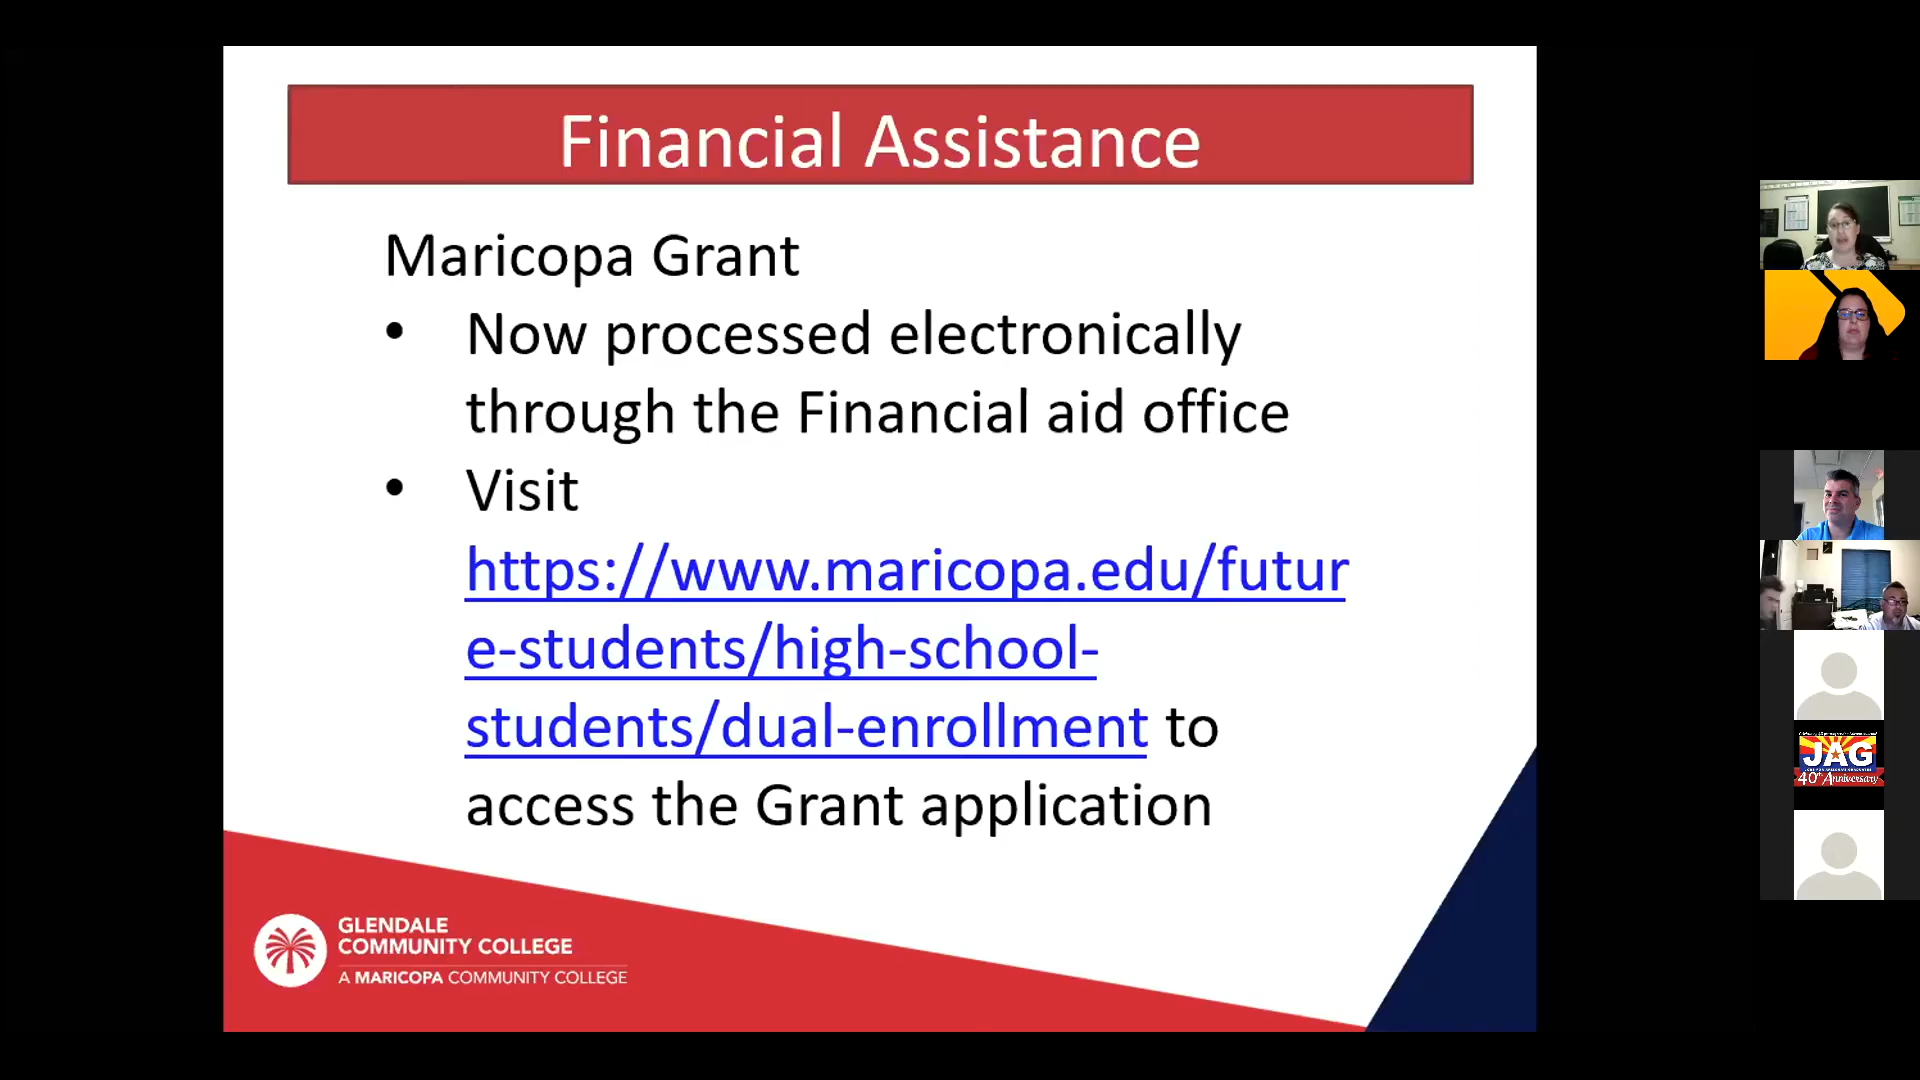 Financial Assistance
Maricopa Grant
• Now processed electronically
through the Financial aid office
• Visit
https://www.maricopa.edu/futur
e-students/high-school-
students/dual-enrollment to
access the Grant application
GLENDALE
COMMUNITY COLLEGE
A MARICOPA COMMUNITY COLLEGE
JAG
40th Anniversary